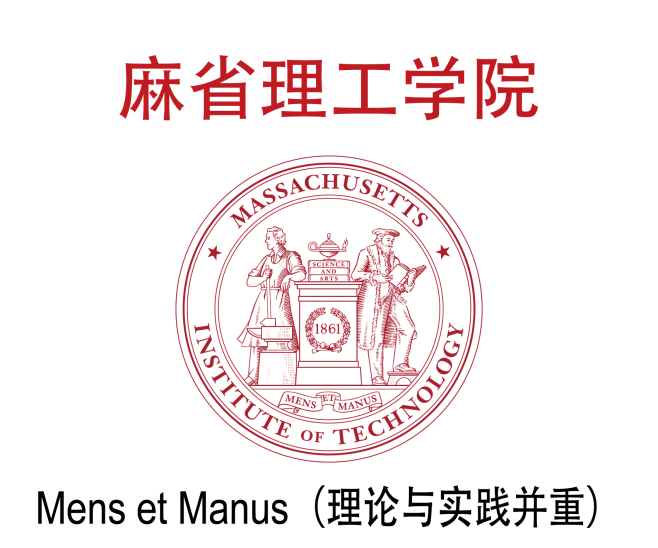 麻省理工学院
MASSACHUSETTS
INSTITUTE OF TECHNOLOGY
SCIENCE
AND
ARTS
1861
MENS ET MANUS
Mens et Manus（理论与实践并重）